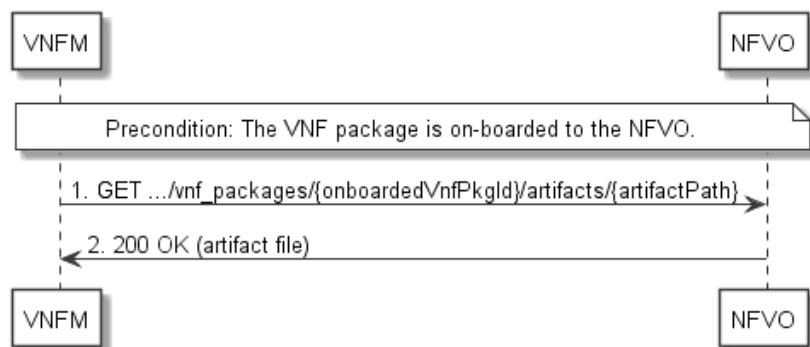 VNFM
NFVO
Precondition: The VNF package is on-boarded to the NFVO.
1. GET .../vnf_packages/{onboardedVnfPkgId}/artifacts/{artifactPath}
2. 200 OK (artifact file)
VNFM
NFVO